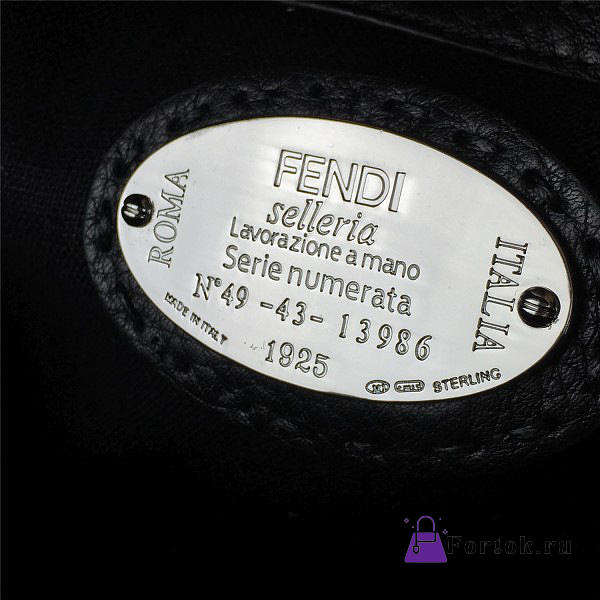 FENDI
selleria
Lavorazione a mano
Serie numerata
N°49-43-13986
1925
ROMA
ITALIA
MADE IN ITALY
STERLING
Fortok.ru